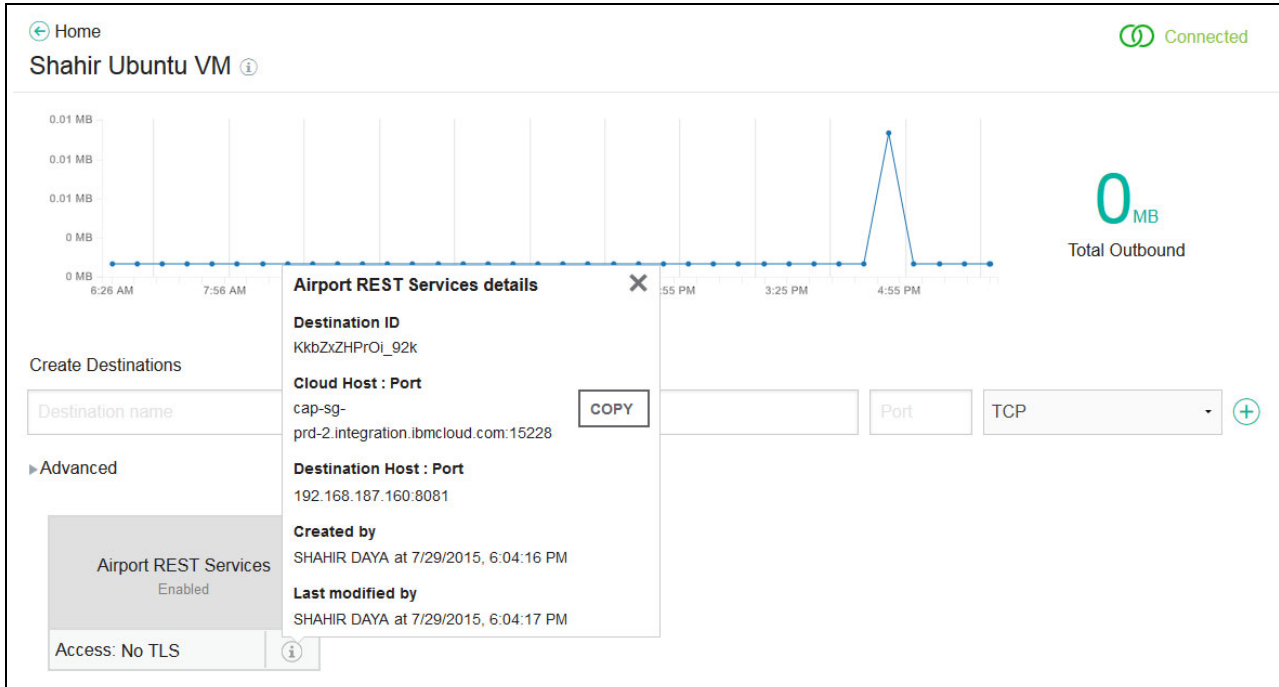 Home
Connected
Shahir Ubuntu VM
0.01 MB
0.01 MB
0.01 MB
0 MB
0 MB
6:26 AM
7:56 AM
:55 PM
3:25 PM
4:55 PM
0 MB
Total Outbound
Airport REST Services details
Destination ID
KkbZxZHPrOi_92k
Cloud Host : Port
cap-sg-
prd-2.integration.ibmcloud.com:15228
COPY
Destination Host : Port
192.168.187.160:8081
Created by
SHAHIR DAYA at 7/29/2015, 6:04:16 PM
Last modified by
SHAHIR DAYA at 7/29/2015, 6:04:17 PM
Create Destinations
Destination name
Port
TCP
Advanced
Airport REST Services
Enabled
Access: No TLS